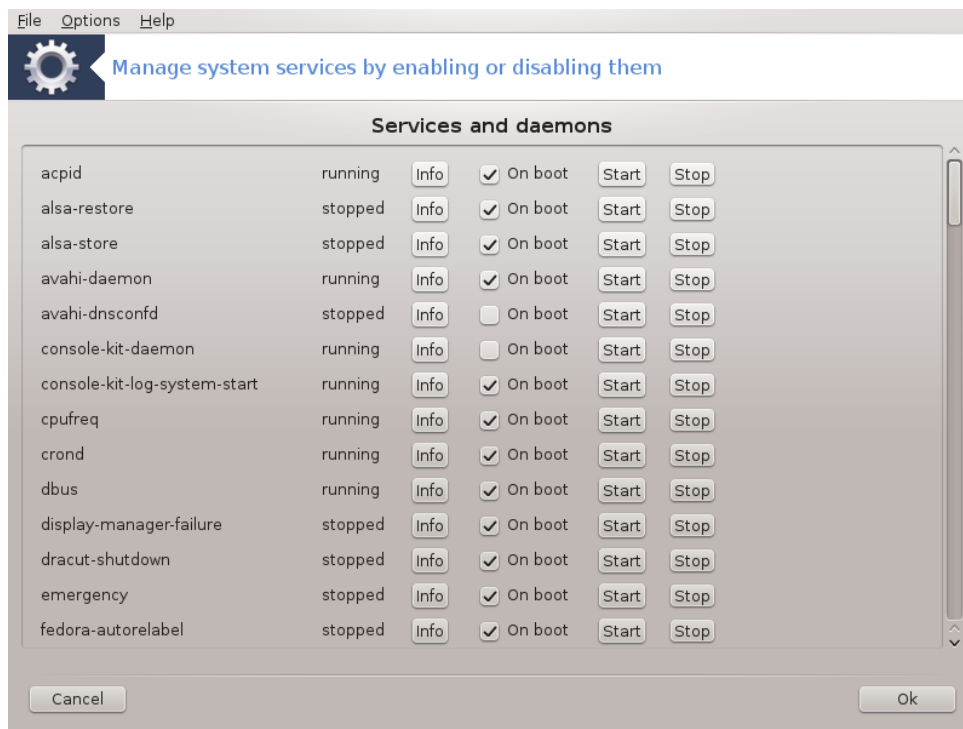 File Options Help
Manage system services by enabling or disabling them
Services and daemons
acpid running Info On boot Start Stop
alsa-restore stopped Info On boot Start Stop
alsa-store stopped Info On boot Start Stop
avahi-daemon running Info On boot Start Stop
avahi-dnsconfd stopped Info On boot Start Stop
console-kit-daemon running Info On boot Start Stop
console-kit-log-system-start running Info On boot Start Stop
cpufreq running Info On boot Start Stop
crond running Info On boot Start Stop
dbus running Info On boot Start Stop
display-manager-failure stopped Info On boot Start Stop
dracut-shutdown stopped Info On boot Start Stop
emergency stopped Info On boot Start Stop
fedora-autorelabel stopped Info On boot Start Stop
Cancel Ok